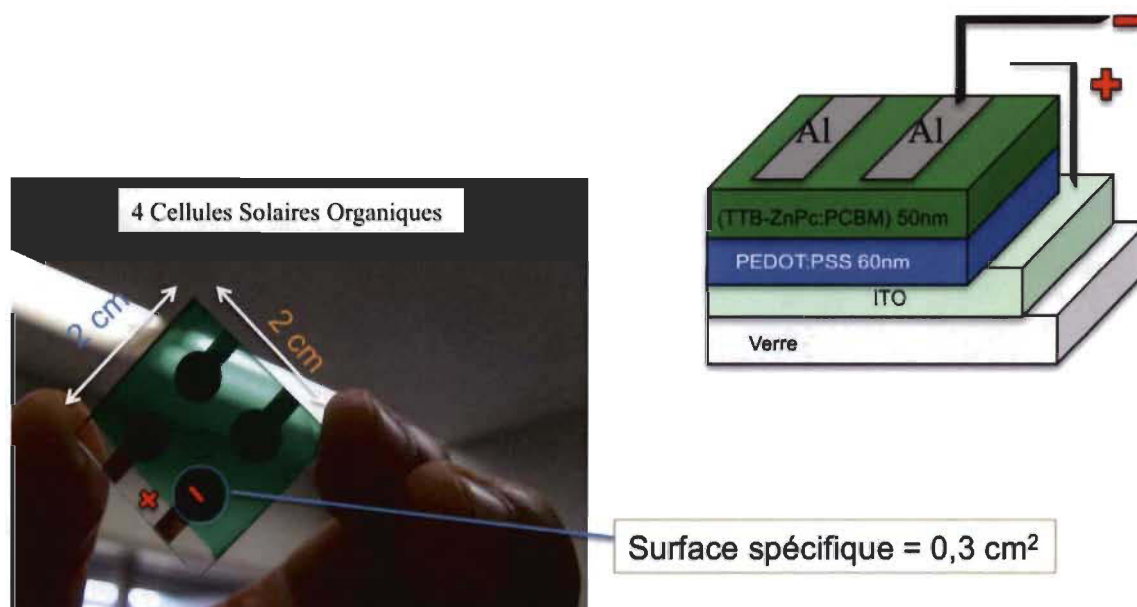 4 Cellules Solaires Organiques
2 cm
2 cm
+
-
Surface spécifique = 0,3 cm²
-
+
Al
Al
(TTB-ZnPc:PCBM) 50nm
PEDOT:PSS 60nm
ITO
Verre